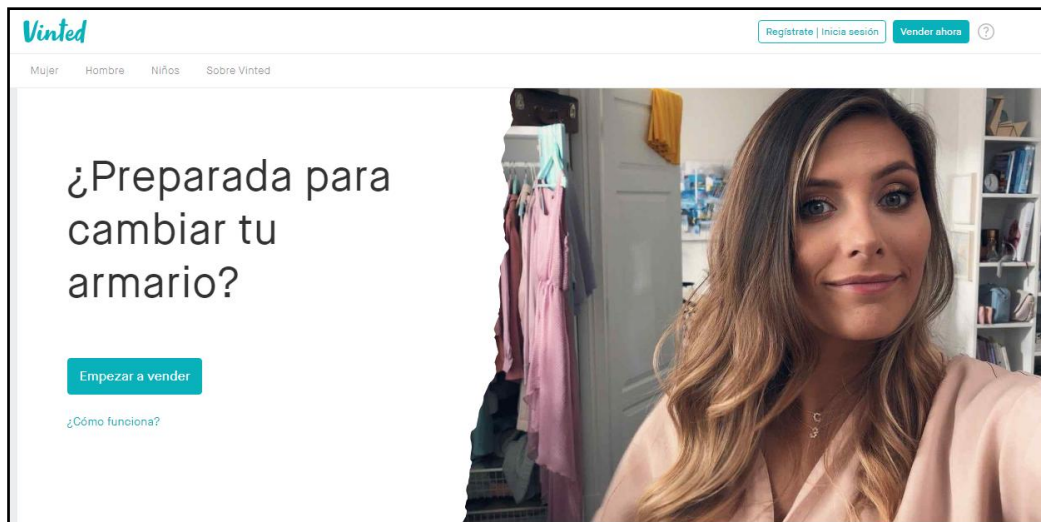 Vinted
Regístrate | Inicia sesión
Vender ahora
?
Mujer
Hombre
Niños
Sobre Vinted
¿Preparada para
cambiar tu
armario?
Empezar a vender
¿Cómo funciona?